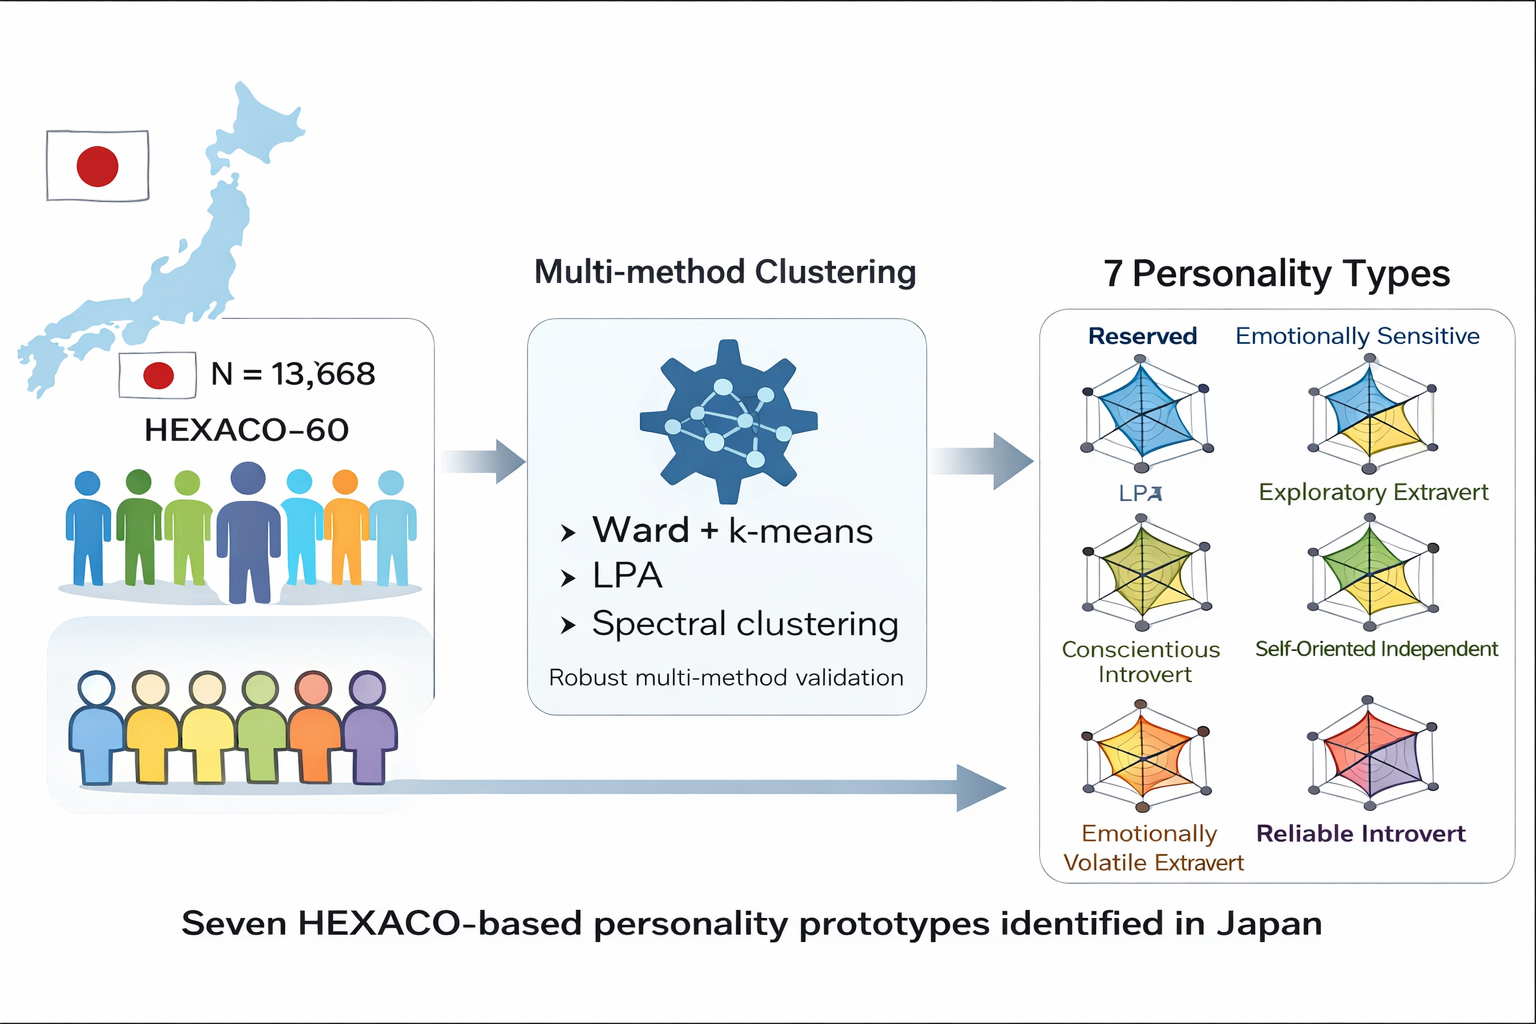 N = 13,668
HEXACO-60
Multi-method Clustering
Ward + k-means
LPA
Spectral clustering
Robust multi-method validation
7 Personality Types
Reserved
Emotionally Sensitive
Exploratory Extravert
Conscientious
Introvert
Self-Oriented Independent
Emotionally
Volatile Extravert
Reliable Introvert
Seven HEXACO-based personality prototypes identified in Japan